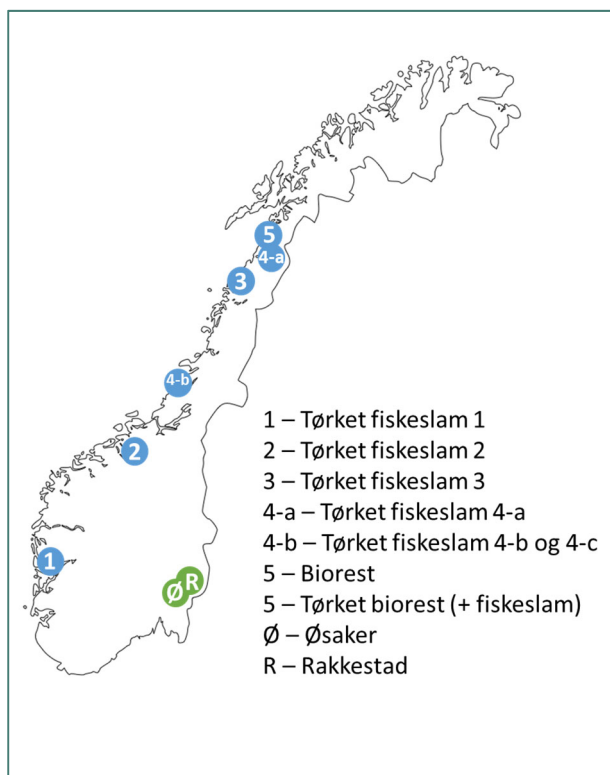 5
4-a
3
4-b
2
1
R
Ø
1 – Tørket fiskeslam 1
2 – Tørket fiskeslam 2
3 – Tørket fiskeslam 3
4-a – Tørket fiskeslam 4-a
4-b – Tørket fiskeslam 4-b og 4-c
5 – Biorest
5 – Tørket biorest (+ fiskeslam)
Ø – Øsaker
R – Rakkestad